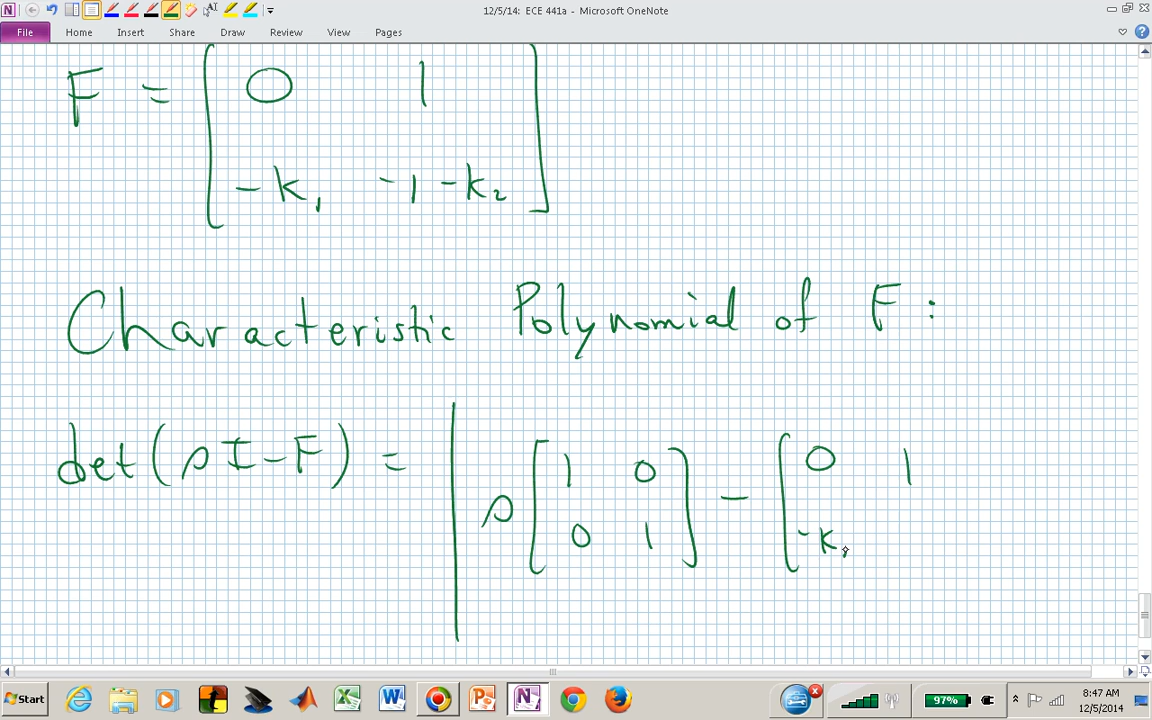 12/5/14: ECE 441a - Microsoft OneNote
File Home Insert Share Draw Review View Pages
F = [ 0 1
-k₁ -1 -k₂ ]
Characteristic Polynomial of F:
det(sI-F) = | s [ 1 0
0 1 ] - [ 0 1
-k₁
Start
97%
8:47 AM
12/5/2014